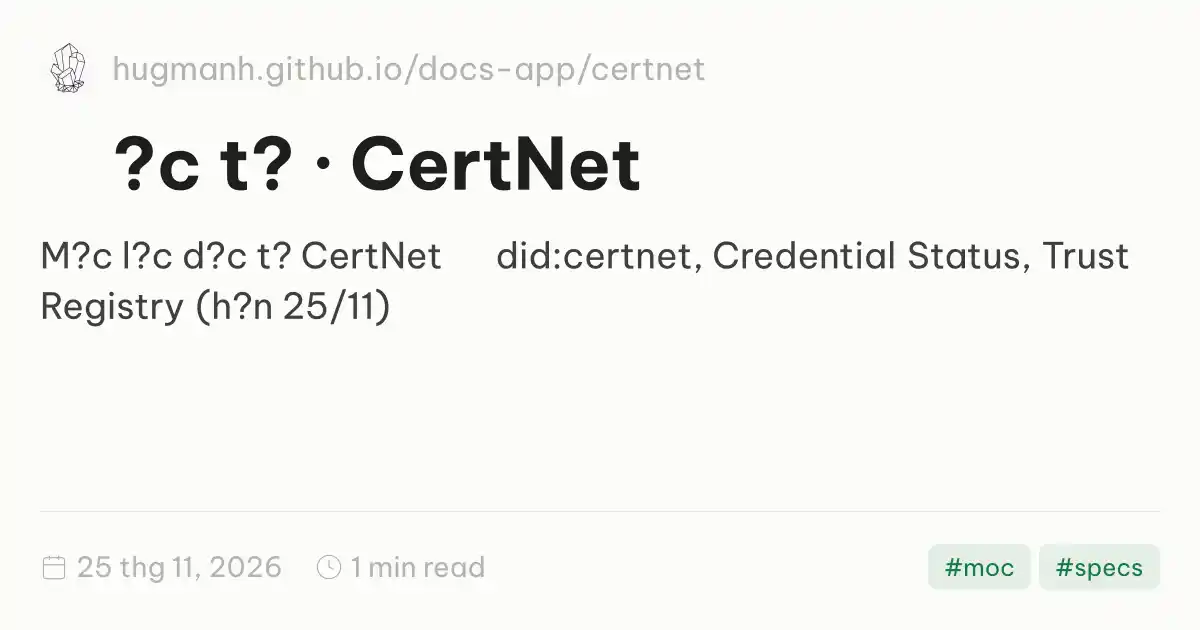 hugmanh.github.io/docs-app/certnet
?c t? · CertNet
M?c l?c d?c t? CertNet did:certnet, Credential Status, Trust
Registry (h?n 25/11)
25 thg 11, 2026 1 min read #moc #specs